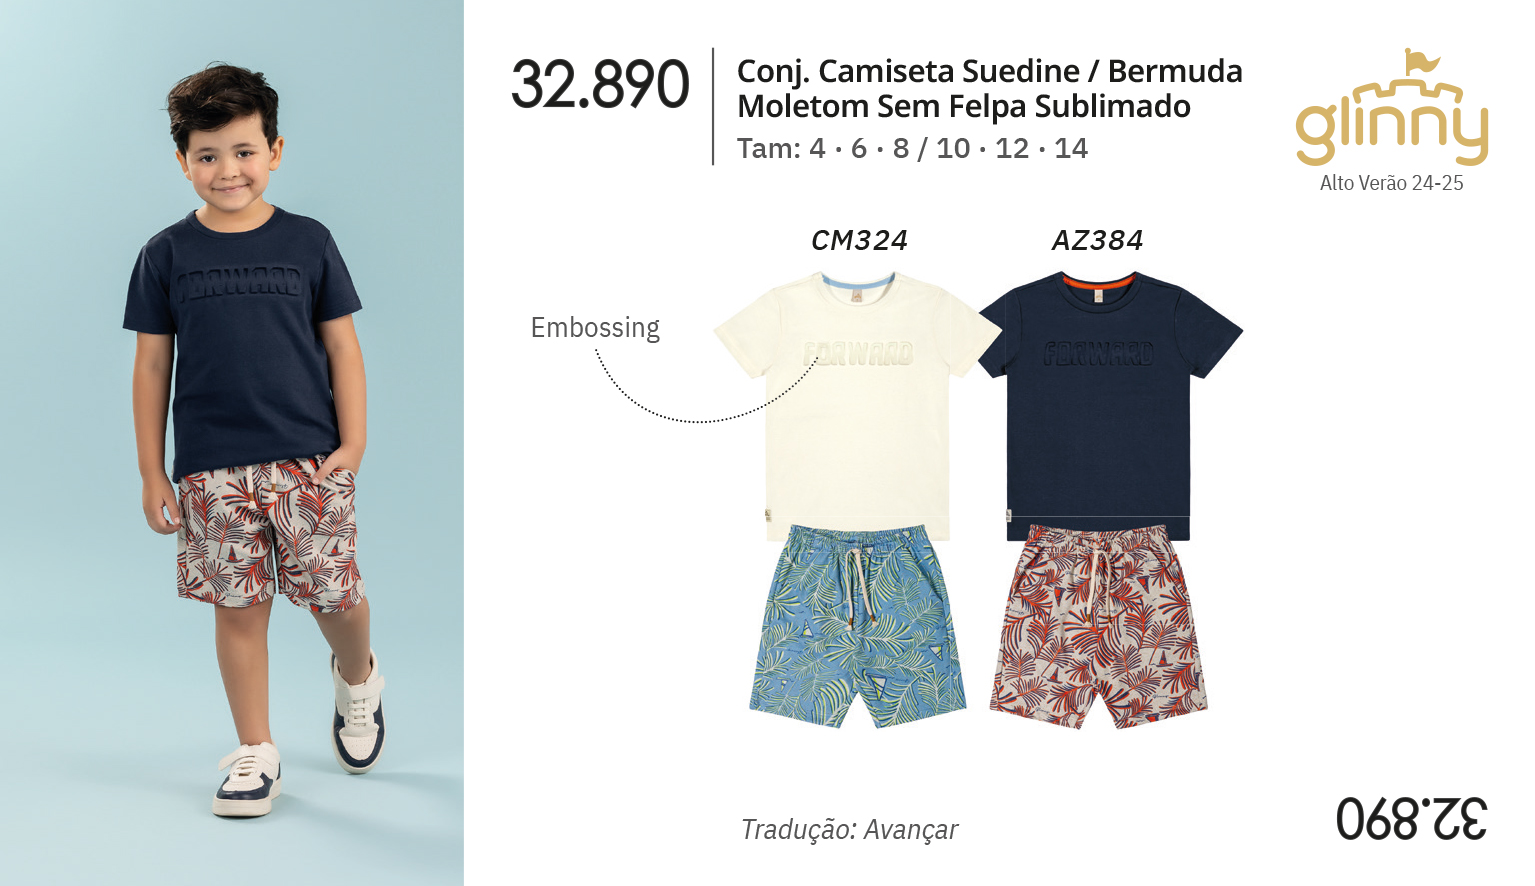 32.890
Conj. Camiseta Suedine / Bermuda
Moletom Sem Felpa Sublimado
Tam: 4 · 6 · 8 / 10 · 12 · 14
glinny
Alto Verão 24-25
CM324
AZ384
Embossing
FORWARD
FORWARD
FORWARD
Tradução: Avançar
32.890